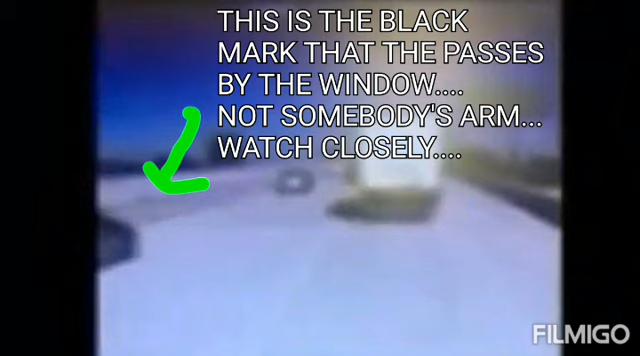 THIS IS THE BLACK
MARK THAT THE PASSES
BY THE WINDOW....
NOT SOMEBODY'S ARM...
WATCH CLOSELY....
FILMIGO